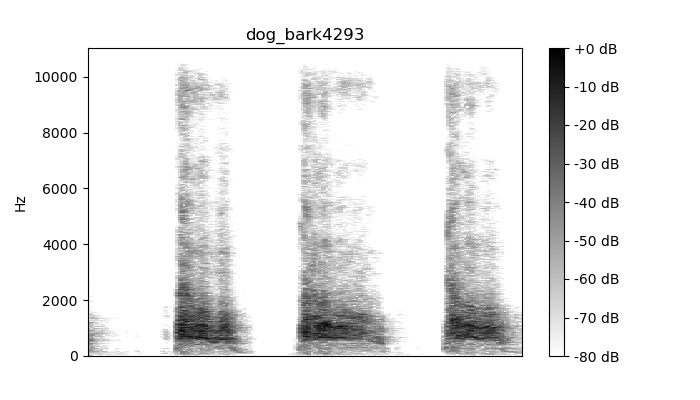 dog_bark4293
Hz
10000
8000
6000
4000
2000
0
+0 dB
-10 dB
-20 dB
-30 dB
-40 dB
-50 dB
-60 dB
-70 dB
-80 dB